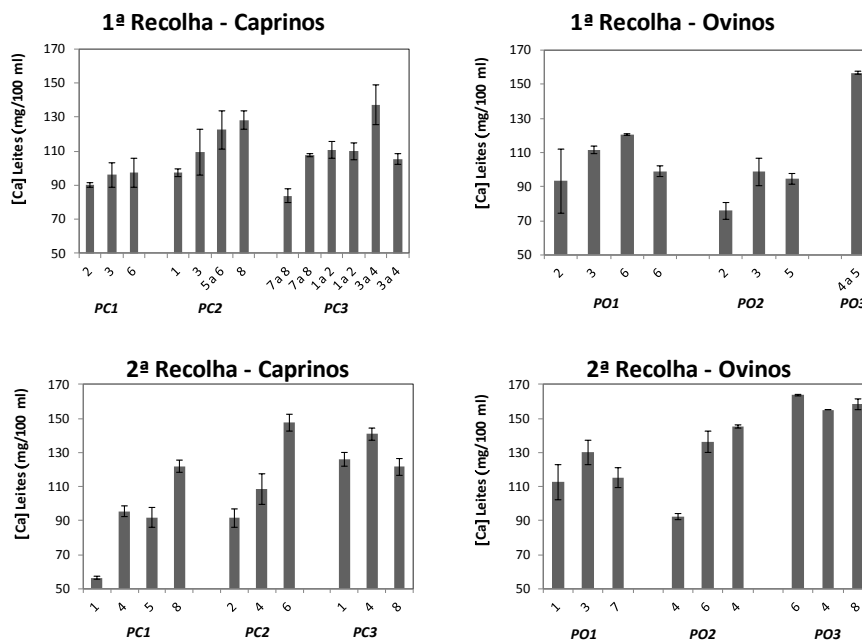 1ª Recolha - Caprinos
[Ca] Leites (mg/100 ml)
170
150
130
110
90
70
50
2 3 6 1 3 5 a 6 8 7 a 8 7 a 8 1 a 2 1 a 2 3 a 4 3 a 4
PC1 PC2 PC3
1ª Recolha - Ovinos
[Ca] Leites (mg/100 ml)
170
150
130
110
90
70
50
2 3 6 6 2 3 5 4 a 5
PO1 PO2 PO3
2ª Recolha - Caprinos
[Ca] Leites (mg/100 ml)
170
150
130
110
90
70
50
1 4 5 8 2 4 6 1 4 8
PC1 PC2 PC3
2ª Recolha - Ovinos
[Ca] Leites (mg/100 ml)
170
150
130
110
90
70
50
1 3 7 4 6 4 6 4 8
PO1 PO2 PO3